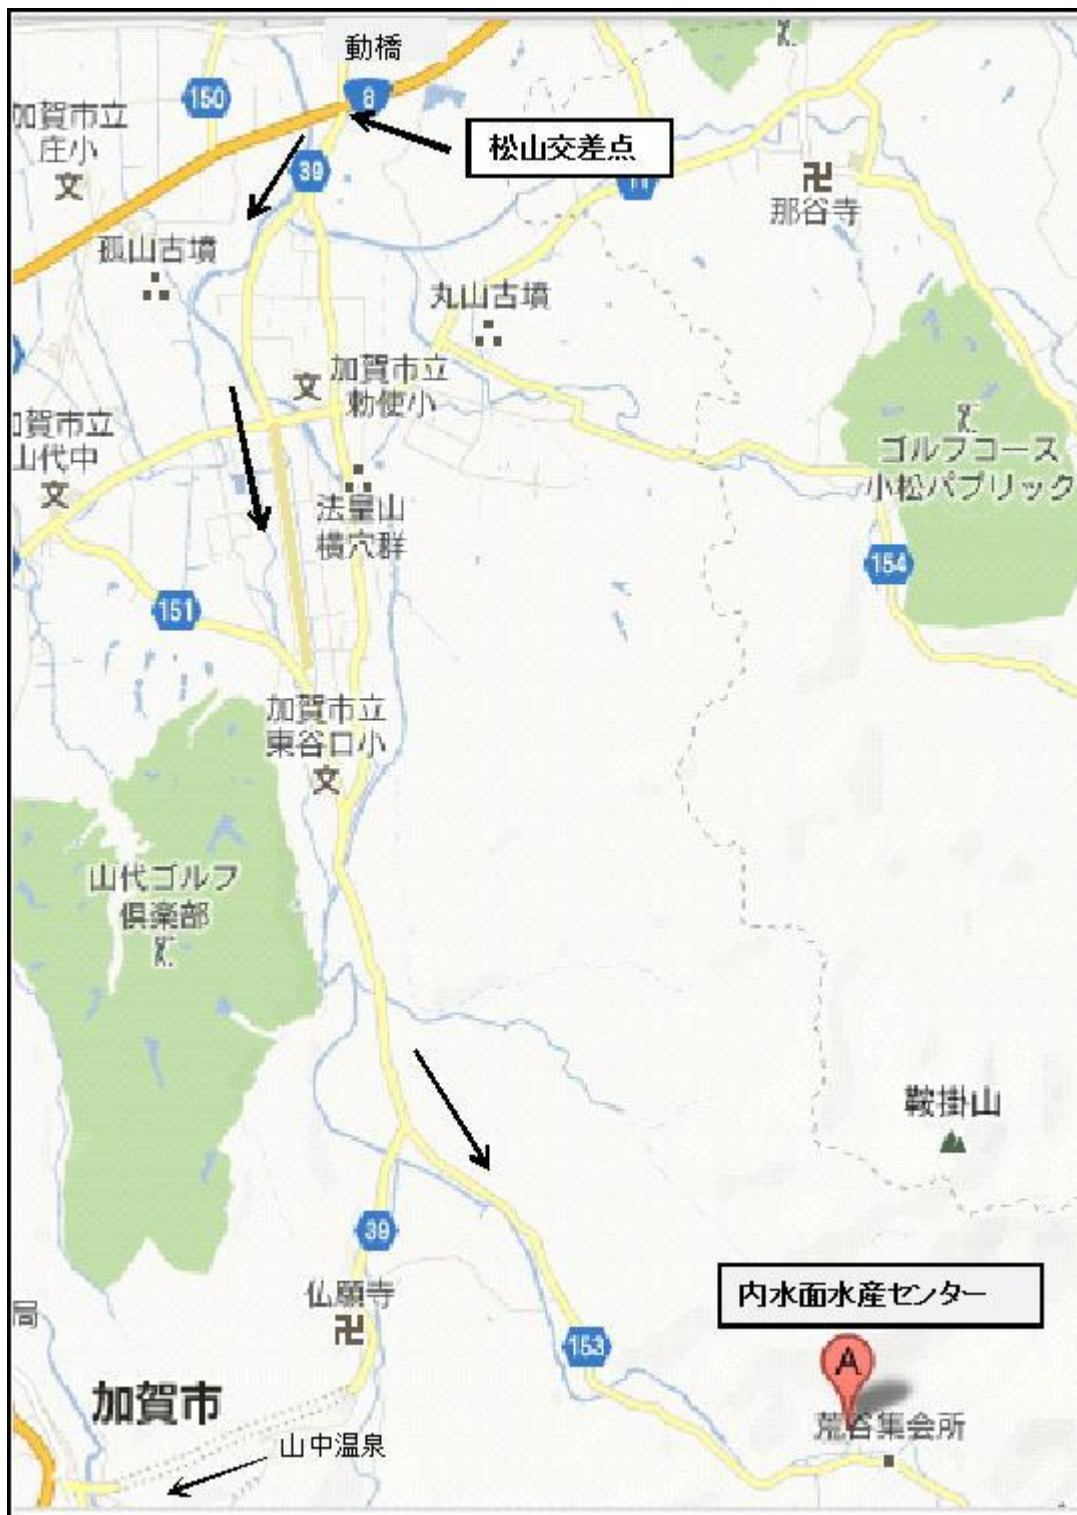 動橋
150
8
加賀市立
庄小
文
松山交差点
39
11
卍
那谷寺
孤山古墳
丸山古墳
加賀市立
勅使小
文
山代中
文
ゴルフコース
小松パブリック
法皇山
横穴群
154
151
加賀市立
東谷口小
文
山代ゴルフ
倶楽部
鞍掛山
39
仏願寺
卍
内水面水産センター
局
153
A
加賀市
荒谷集会所
山中温泉